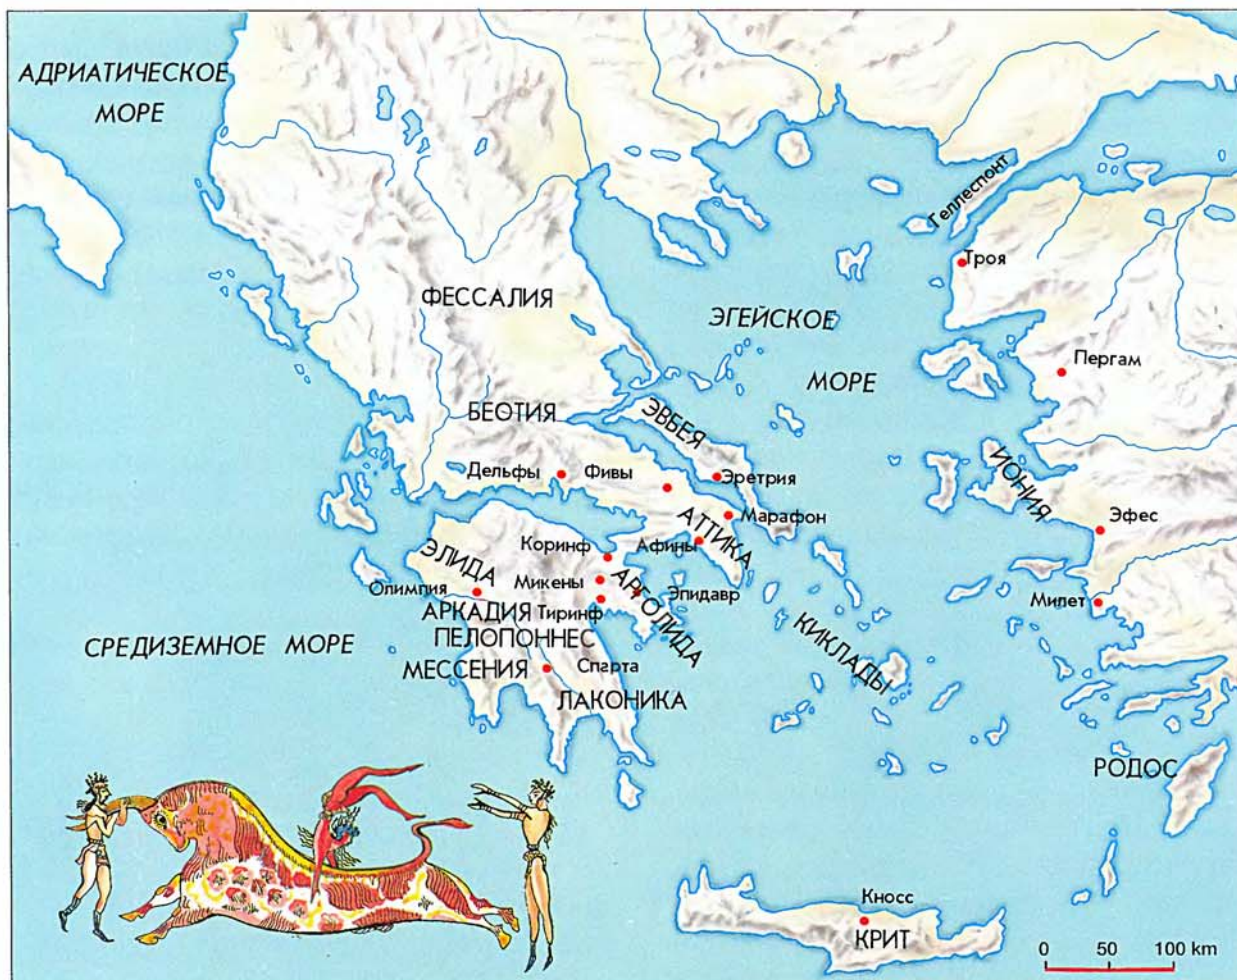 АДРИАТИЧЕСКОЕ
МОРЕ
Геллеспонт
Троя
ФЕССАЛИЯ
ЭГЕЙСКОЕ
МОРЕ
Пергам
БЕОТИЯ
ЭВБЕЯ
ИОНИЯ
Дельфы
Фивы
Эретрия
Марафон
Эфес
АТТИКА
Афины
Коринф
ЭЛИДА
Олимпия
Микены
АРГОЛИДА
Эпидавр
Милет
АРКАДИЯ
Тиринф
КИКЛАДЫ
СРЕДИЗЕМНОЕ МОРЕ
ПЕЛОПОННЕС
МЕССЕНИЯ
Спарта
ЛАКОНИКА
РОДОС
Кносс
КРИТ
0 50 100 km